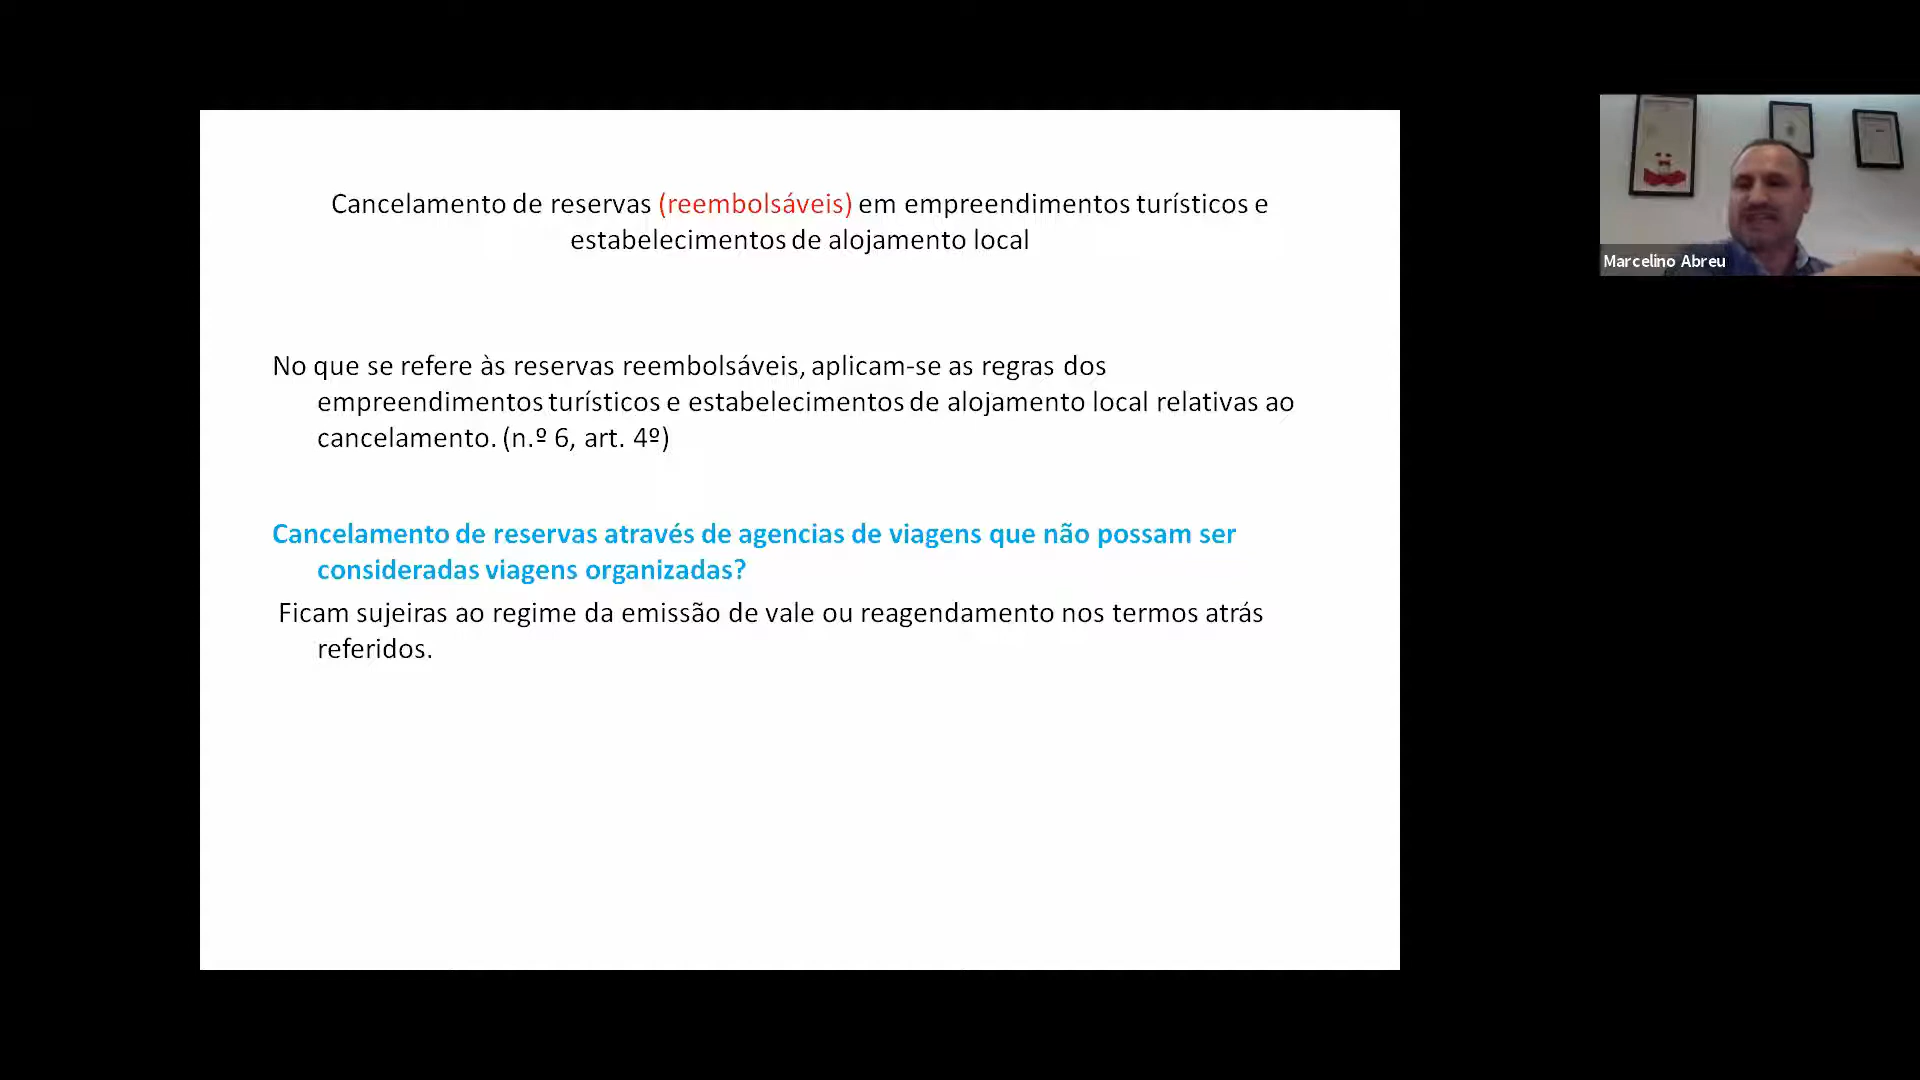 Cancelamento de reservas (reembolsáveis) em empreendimentos turísticos e
estabelecimentos de alojamento local
No que se refere às reservas reembolsáveis, aplicam-se as regras dos
empreendimentos turísticos e estabelecimentos de alojamento local relativas ao
cancelamento. (n.º 6, art. 4º)
Cancelamento de reservas através de agencias de viagens que não possam ser
consideradas viagens organizadas?
Ficam sujeiras ao regime da emissão de vale ou reagendamento nos termos atrás
referidos.
Marcelino Abreu